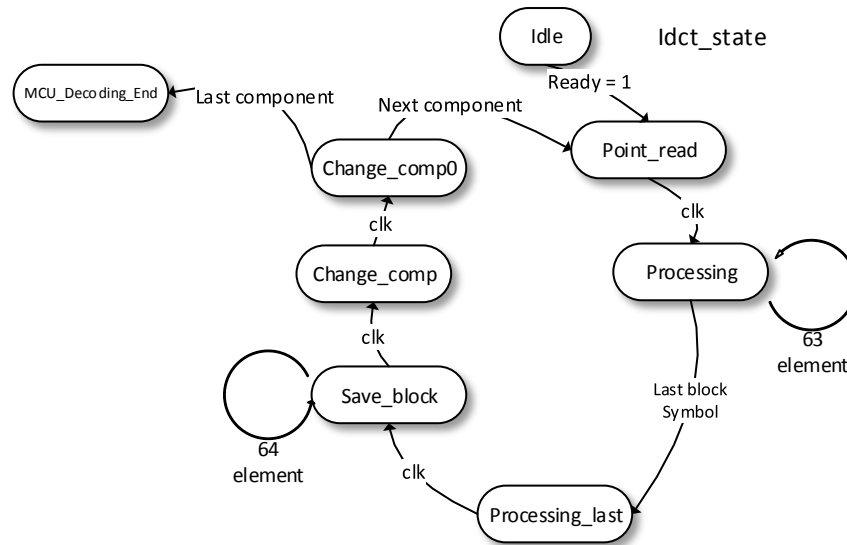 Idle
Idct_state
Ready = 1
MCU_Decoding_End
Last component
Next component
Point_read
Change_comp0
clk
clk
Change_comp
Processing
63
element
clk
Last block
Symbol
Save_block
64
element
clk
Processing_last